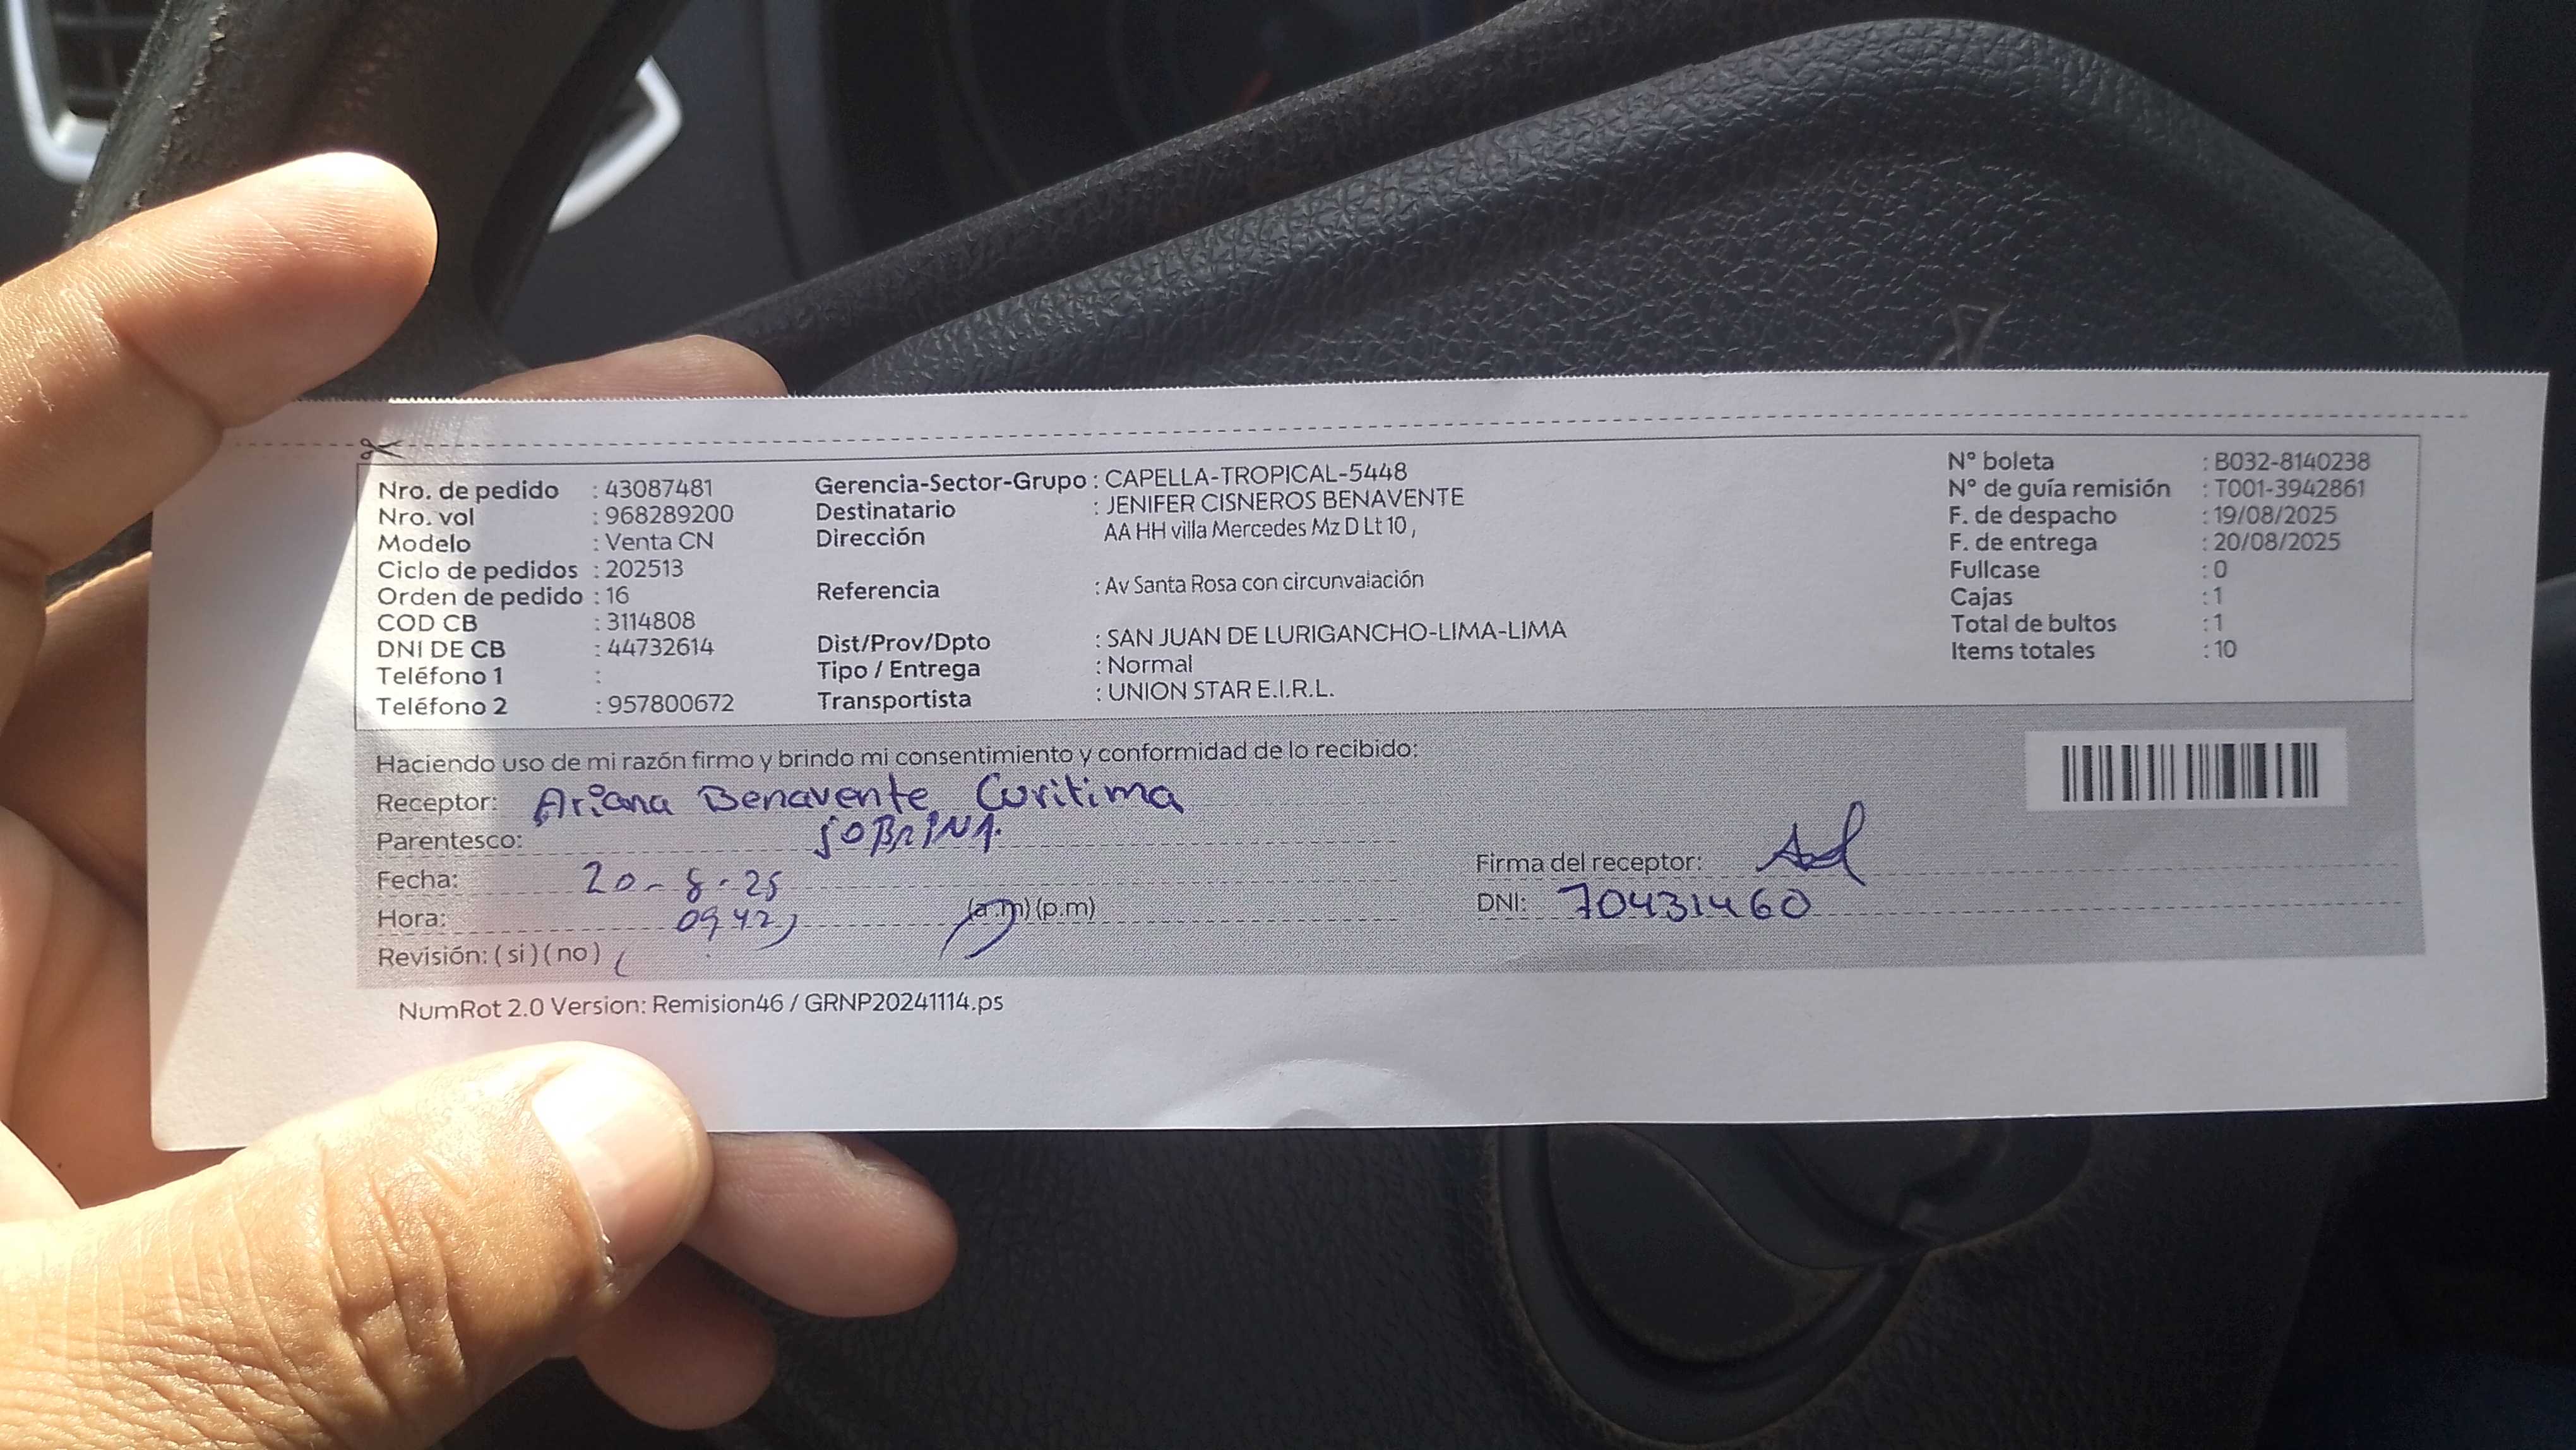 Nro. de pedido : 43087481
Nro. vol : 968289200
Modelo : Venta CN
Ciclo de pedidos : 202513
Orden de pedido : 16
COD CB : 3114808
DNI DE CB : 44732614
Teléfono 1 :
Teléfono 2 : 957800672
Gerencia-Sector-Grupo : CAPELLA-TROPICAL-5448
Destinatario : JENIFER CISNEROS BENAVENTE
Dirección AA HH villa Mercedes Mz D Lt 10 ,
Referencia : Av Santa Rosa con circunvalación
Dist/Prov/Dpto : SAN JUAN DE LURIGANCHO-LIMA-LIMA
Tipo / Entrega : Normal
Transportista : UNION STAR E.I.R.L.
N° boleta : B032-8140238
N° de guía remisión : T001-3942861
F. de despacho : 19/08/2025
F. de entrega : 20/08/2025
Fullcase : 0
Cajas : 1
Total de bultos : 1
Items totales : 10
Haciendo uso de mi razón firmo y brindo mi consentimiento y conformidad de lo recibido:
Receptor: Ariana Benavente Curitima
Parentesco: SOBRINA.
Fecha: 20-8-25
Hora: 09 42 (a.m) (p.m)
Revisión: ( si ) ( no )
Firma del receptor:
DNI: 70431460
NumRot 2.0 Version: Remision46 / GRNP20241114.ps